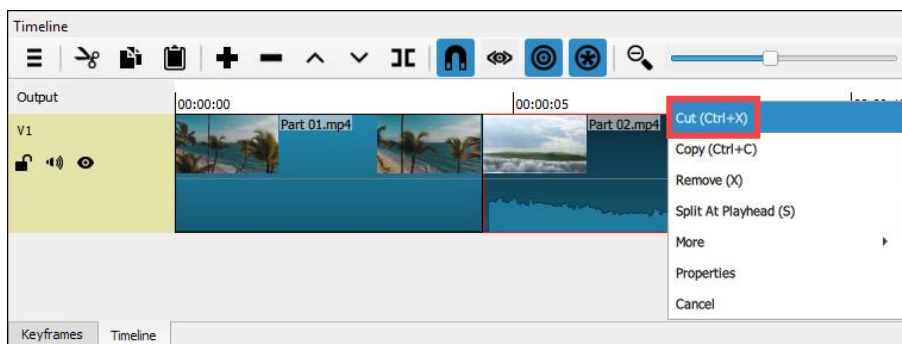 Timeline
Output
00:00:00
00:00:05
V1
Part 01.mp4
Part 02.mp4
Cut (Ctrl+X)
Copy (Ctrl+C)
Remove (X)
Split At Playhead (S)
More
Properties
Cancel
Keyframes
Timeline